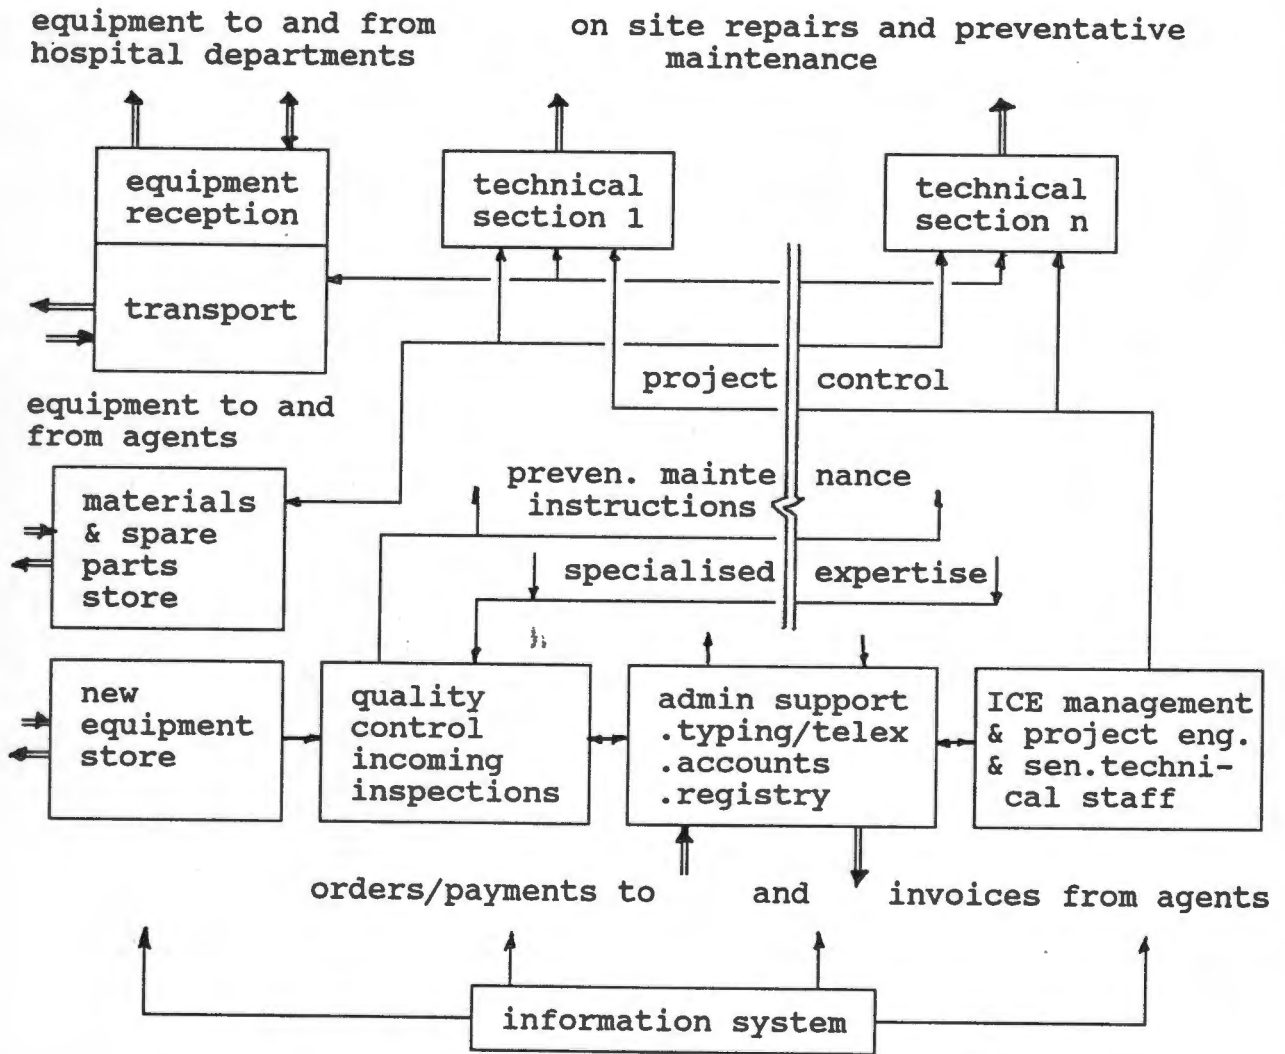 equipment to and from
hospital departments
on site repairs and preventative
maintenance
equipment
reception
technical
section 1
technical
section n
transport
project control
equipment to and
from agents
materials
& spare
parts
store
preven. mainte nance
instructions
specialised expertise
new
equipment
store
quality
control
incoming
inspections
admin support
.typing/telex
.accounts
.registry
ICE management
& project eng.
& sen.techni-
cal staff
orders/payments to and invoices from agents
information system